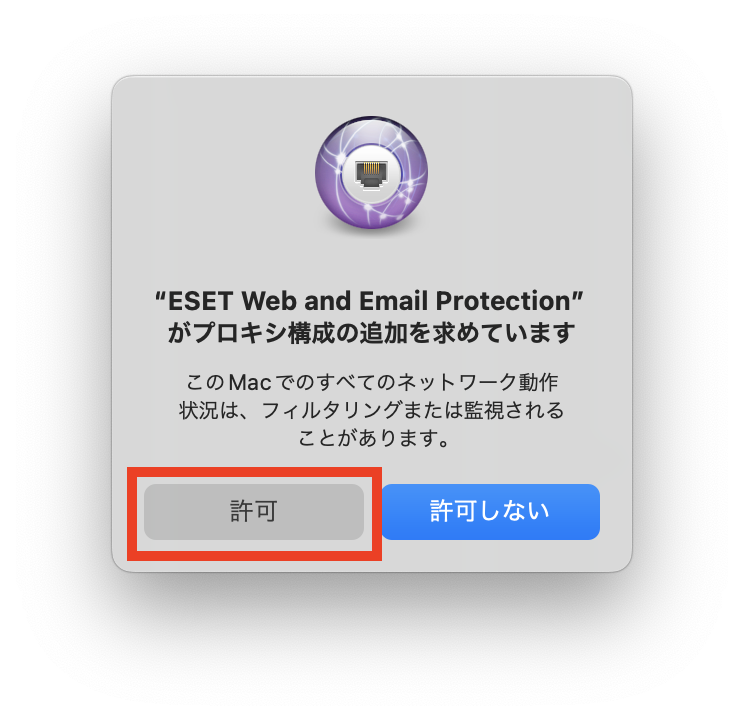 “ESET Web and Email Protection”
がプロキシ構成の追加を求めています
このMacでのすべてのネットワーク動作
状況は、フィルタリングまたは監視される
ことがあります。
許可
許可しない